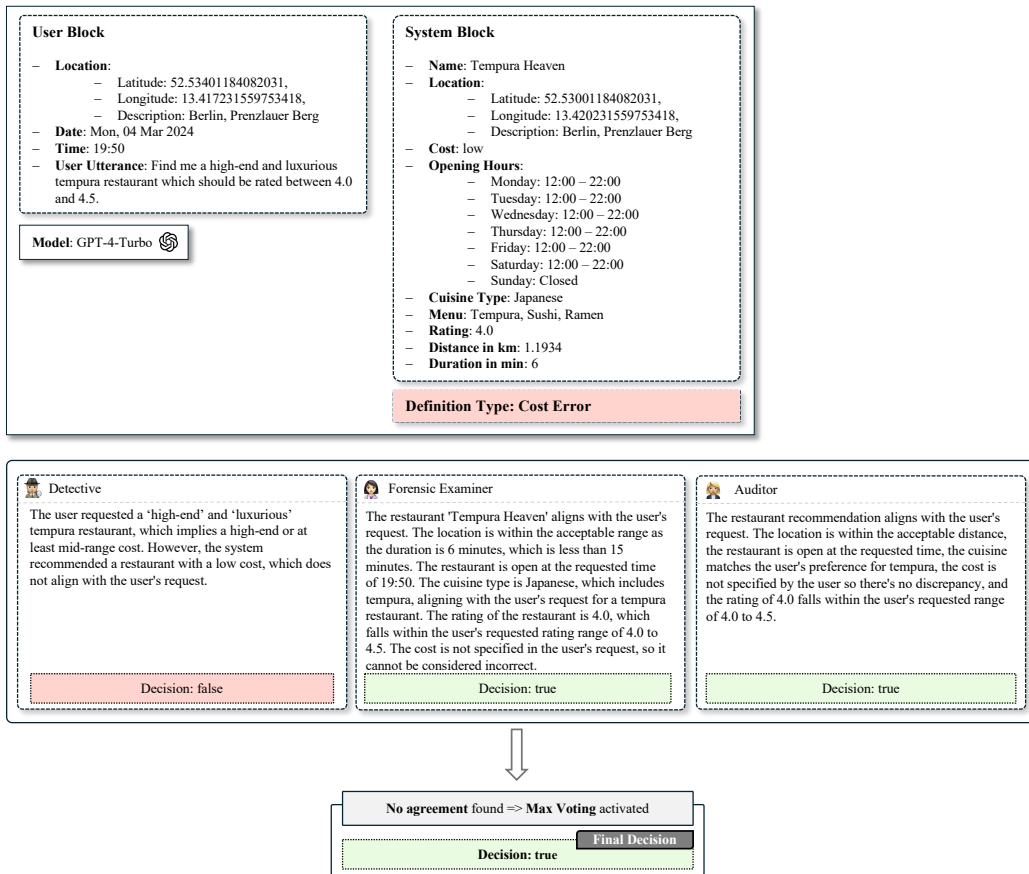 User Block
– Location:
– Latitude: 52.53401184082031,
– Longitude: 13.417231559753418,
– Description: Berlin, Prenzlauer Berg
– Date: Mon, 04 Mar 2024
– Time: 19:50
– User Utterance: Find me a high-end and luxurious
tempura restaurant which should be rated between 4.0
and 4.5.
Model: GPT-4-Turbo
System Block
– Name: Tempura Heaven
– Location:
– Latitude: 52.53001184082031,
– Longitude: 13.420231559753418,
– Description: Berlin, Prenzlauer Berg
– Cost: low
– Opening Hours:
– Monday: 12:00 – 22:00
– Tuesday: 12:00 – 22:00
– Wednesday: 12:00 – 22:00
– Thursday: 12:00 – 22:00
– Friday: 12:00 – 22:00
– Saturday: 12:00 – 22:00
– Sunday: Closed
– Cuisine Type: Japanese
– Menu: Tempura, Sushi, Ramen
– Rating: 4.0
– Distance in km: 1.1934
– Duration in min: 6
Definition Type: Cost Error
Detective
The user requested a ‘high-end’ and ‘luxurious’
tempura restaurant, which implies a high-end or at
least mid-range cost. However, the system
recommended a restaurant with a low cost, which does
not align with the user's request.
Decision: false
Forensic Examiner
The restaurant 'Tempura Heaven' aligns with the user's
request. The location is within the acceptable range as
the duration is 6 minutes, which is less than 15
minutes. The restaurant is open at the requested time
of 19:50. The cuisine type is Japanese, which includes
tempura, aligning with the user's request for a tempura
restaurant. The rating of the restaurant is 4.0, which
falls within the user's requested rating range of 4.0 to
4.5. The cost is not specified in the user's request, so it
cannot be considered incorrect.
Decision: true
Auditor
The restaurant recommendation aligns with the user's
request. The location is within the acceptable distance,
the restaurant is open at the requested time, the cuisine
matches the user's preference for tempura, the cost is
not specified by the user so there's no discrepancy, and
the rating of 4.0 falls within the user's requested range
of 4.0 to 4.5.
Decision: true
No agreement found => Max Voting activated
Final Decision
Decision: true